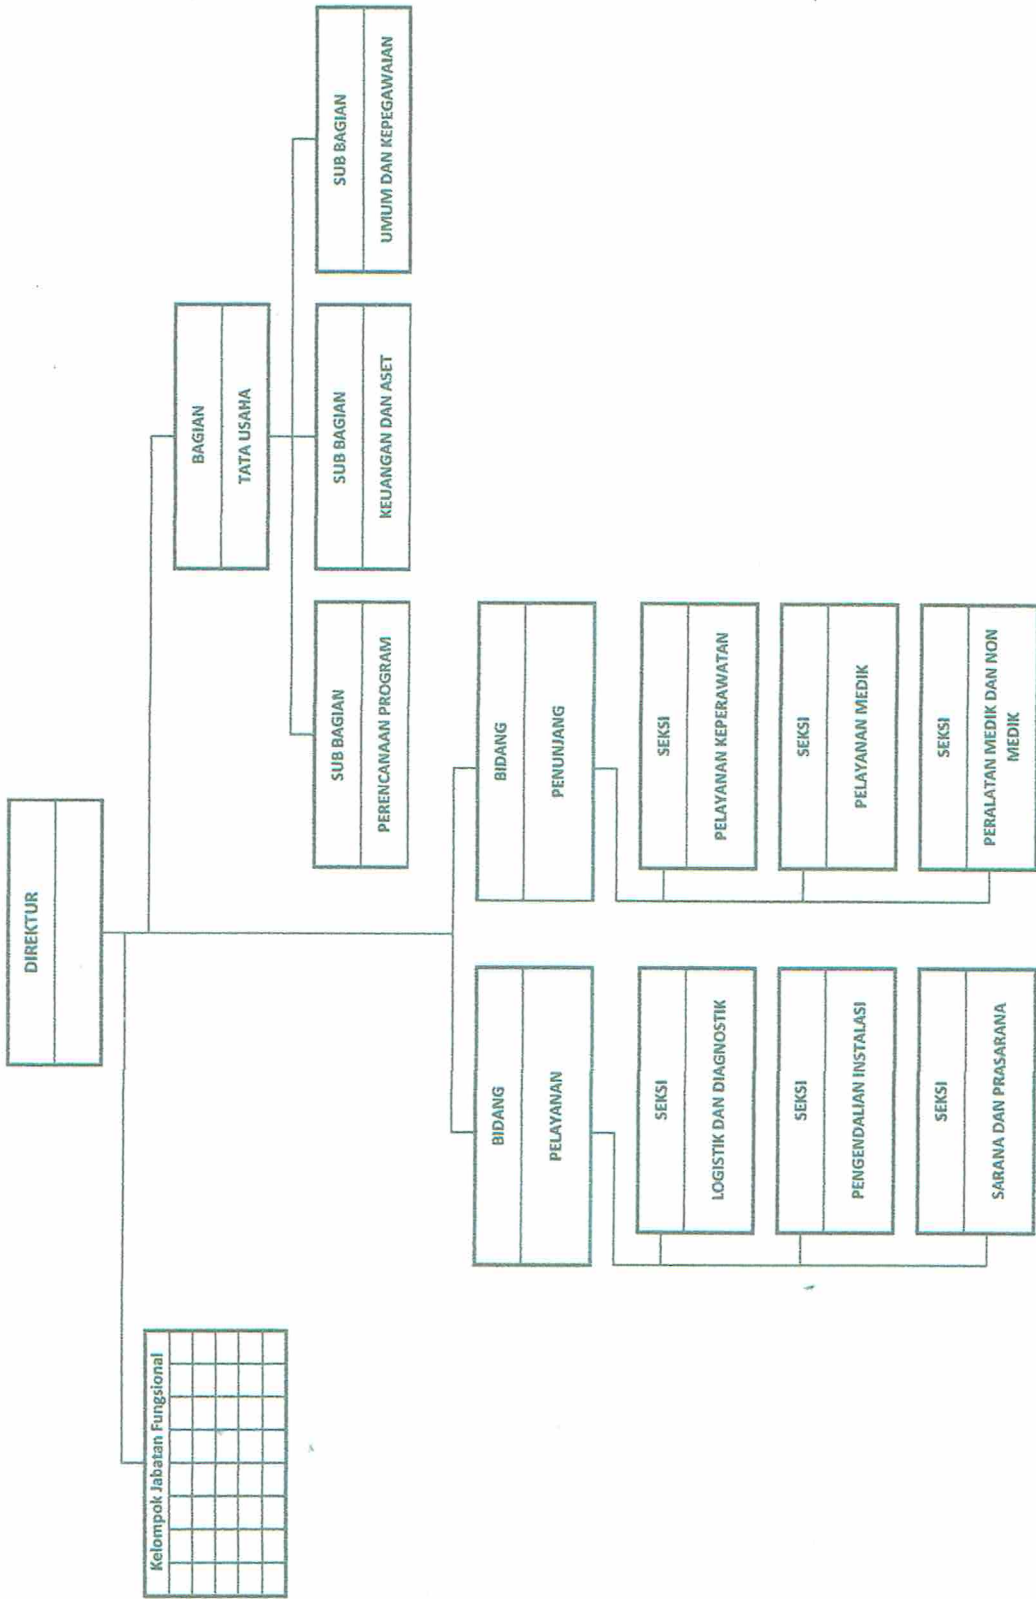 DIREKTUR
Kelompok Jabatan Fungsional
BAGIAN
TATA USAHA
SUB BAGIAN
PERENCANAAN PROGRAM
SUB BAGIAN
KEUANGAN DAN ASET
SUB BAGIAN
UMUM DAN KEPEGAWAIAN
BIDANG
PELAYANAN
BIDANG
PENUNJANG
SEKSI
LOGISTIK DAN DIAGNOSTIK
SEKSI
PELAYANAN KEPERAWATAN
SEKSI
PENGENDALIAN INSTALASI
SEKSI
PELAYANAN MEDIK
SEKSI
SARANA DAN PRASARANA
SEKSI
PERALATAN MEDIK DAN NON
MEDIK